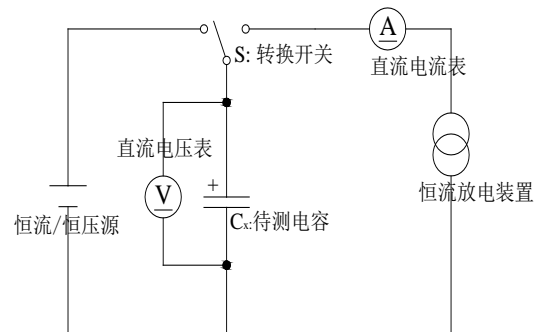 A
S: 转换开关
直流电流表
直流电压表
+
V
恒流放电装置
恒流/恒压源
Cx:待测电容